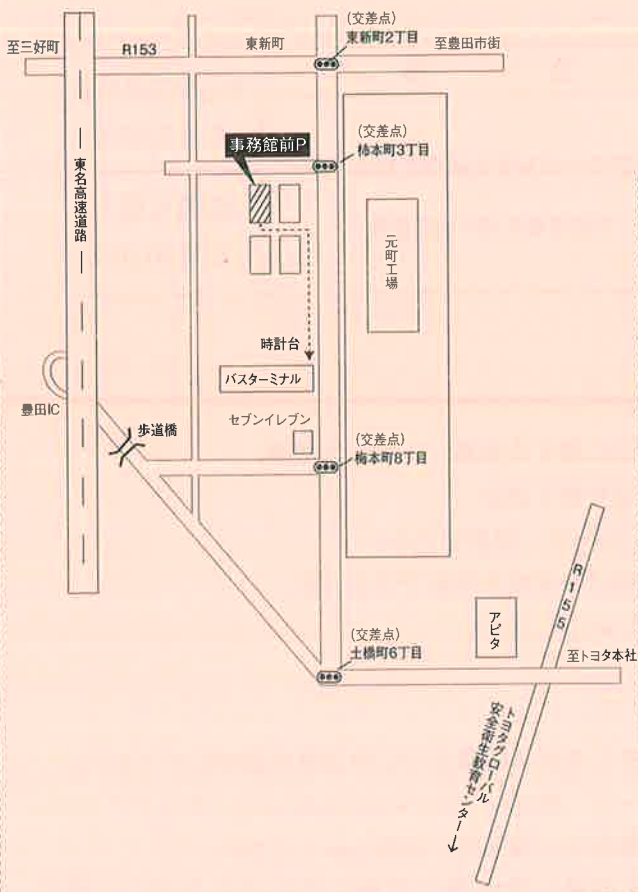 (交差点)
東新町2丁目
至三好町
R153
東新町
至豊田市街
事務館前P
(交差点)
柿本町3丁目
東名高速道路
元町工場
時計台
バスターミナル
豊田IC
歩道橋
セブンイレブン
(交差点)
梅本町8丁目
R155
アピタ
(交差点)
土橋町6丁目
至トヨタ本社
トヨタグローバル
安全衛生教育センター